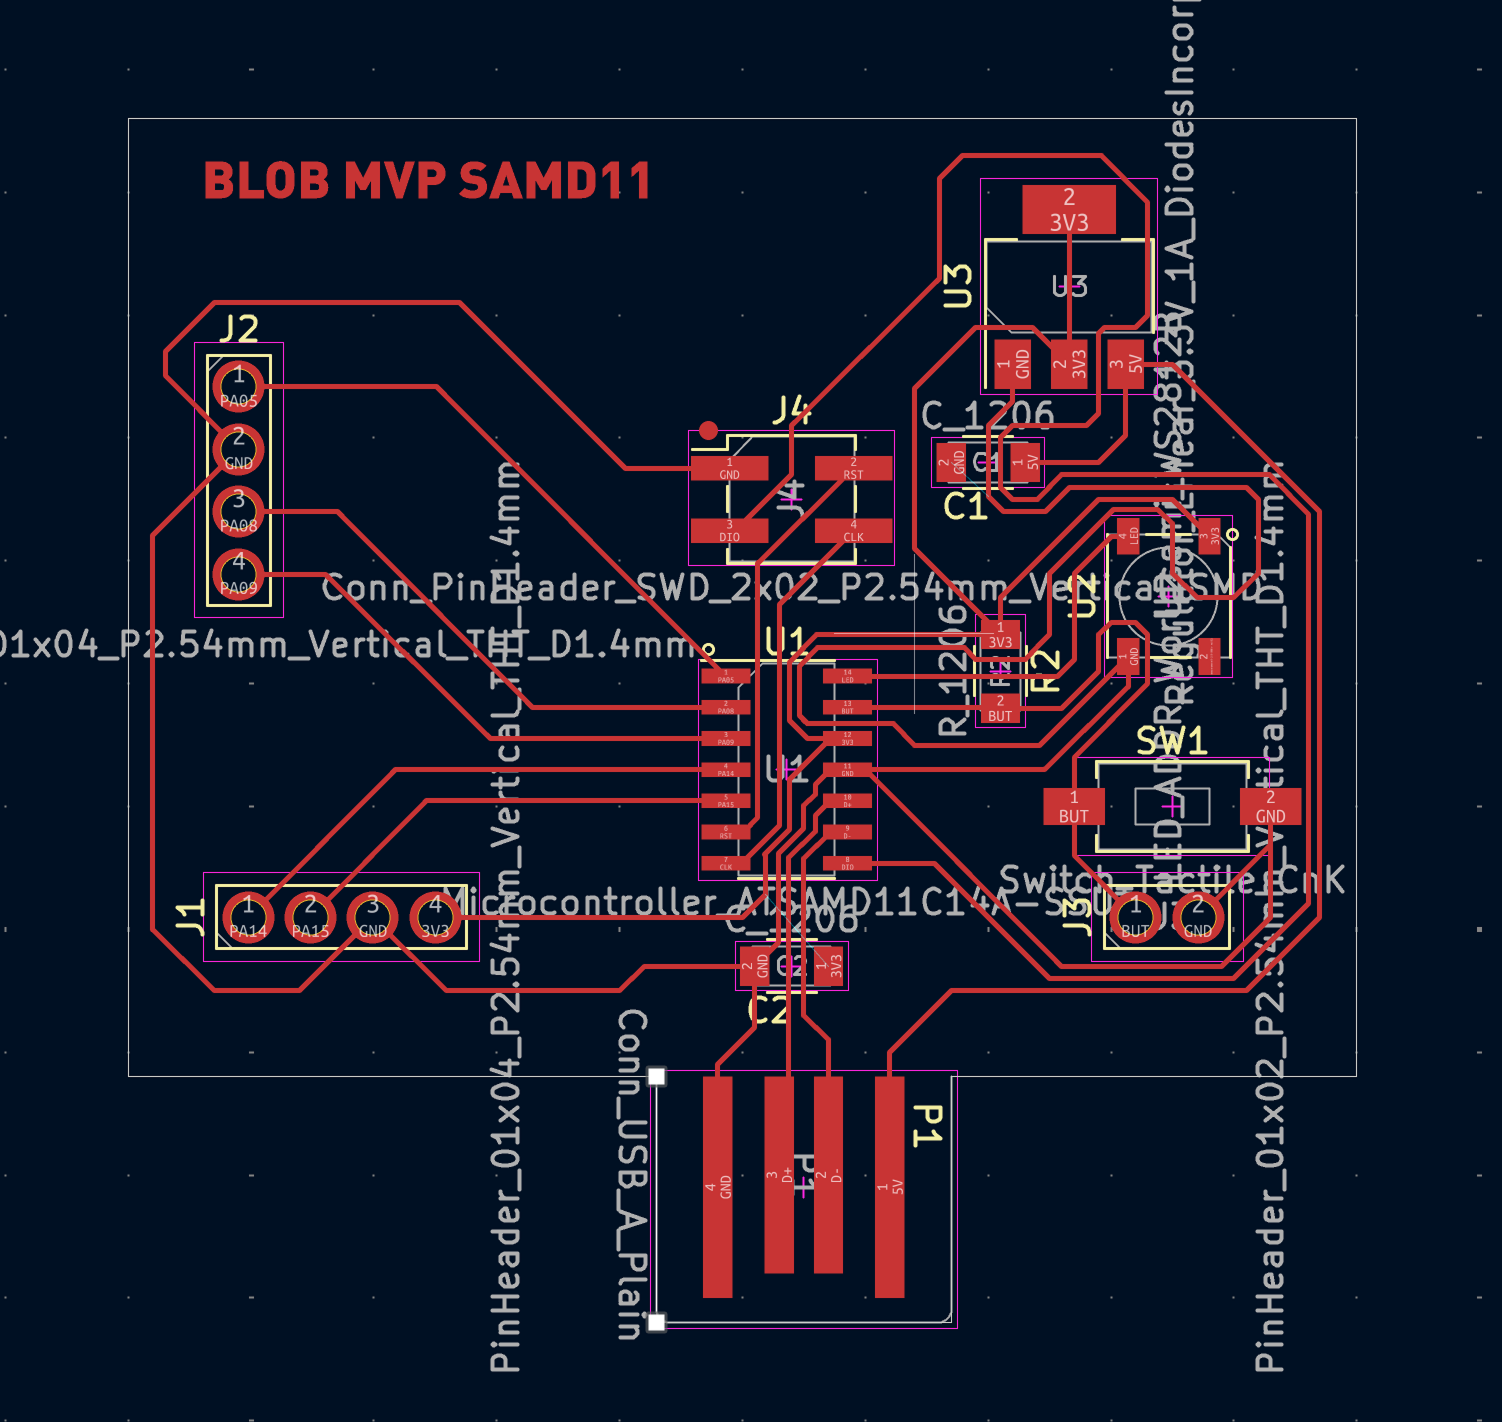 BLOB MVP SAMD11
2
3V3
U3
U3
1
GND
2
3V3
3
5V
J2
1
PA05
2
GND
3
PA08
4
PA09
J4
J4
1
GND
2
RST
3
DIO
4
CLK
C_1206
2
GND
C1
1
5V
C1
Conn_PinHeader_SWD_2x02_P2.54mm_Vertical_SMD
4
LED
3
3V3
U2
1
GND
2
01x04_P2.54mm_Vertical_THT_D1.4mm
U1
U1
1
PA05
2
PA08
3
PA09
4
PA14
5
PA15
6
RST
7
CLK
14
LED
13
BUT
12
3V3
11
GND
10
D+
9
D-
8
DIO
R_1206
1
3V3
R2
2
BUT
R2
SW1
1
BUT
2
GND
Switch_Tactile_CnK
J1
1
PA14
2
PA15
3
GND
4
3V3
PinHeader_01x04_P2.54mm_Vertical_THT_D1.4mm
C_1206
2
GND
C2
1
3V3
C2
J3
1
BUT
2
GND
PinHeader_01x02_P2.54mm_Vertical_THT_D1.4mm
Conn_USB_A_Plain
P1
P1
4
GND
3
D+
2
D-
1
5V